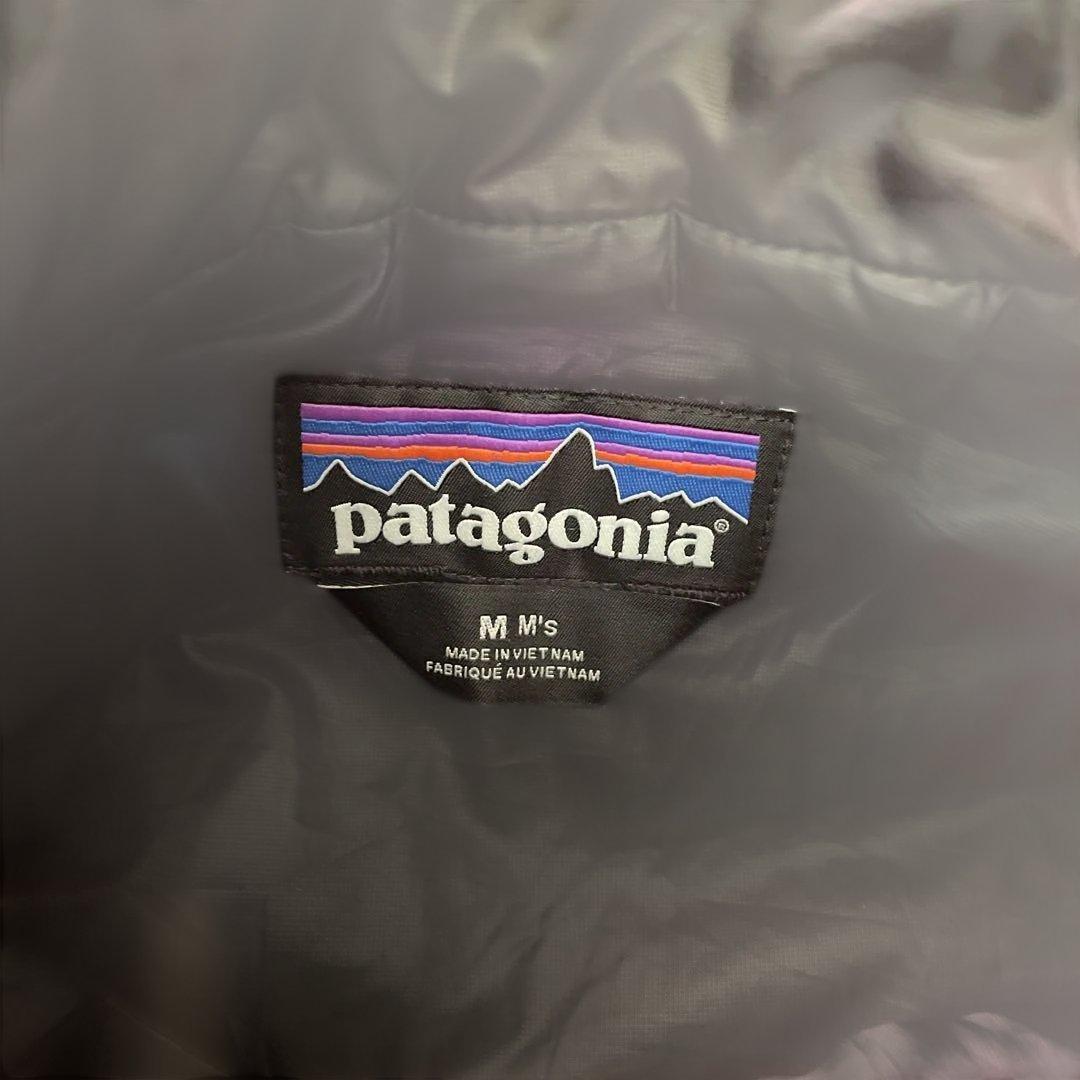 patagonia®
M M's
MADE IN VIETNAM
FABRIQUÉ AU VIETNAM